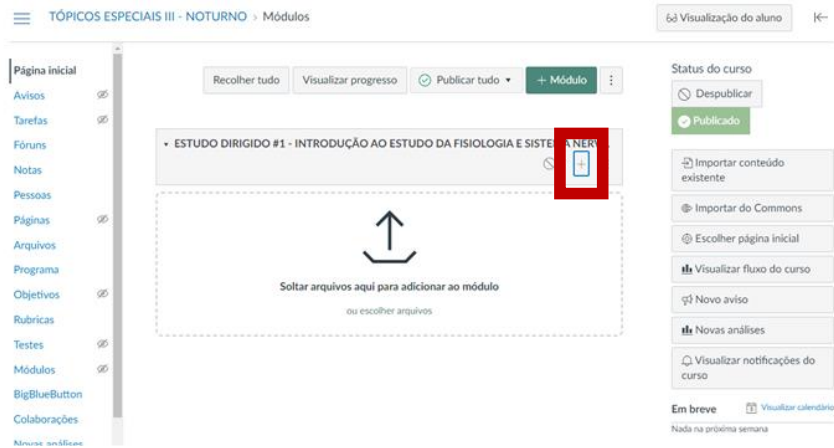 TÓPICOS ESPECIAIS III - NOTURNO › Módulos
Visualização do aluno
Página inicial
Avisos
Tarefas
Fóruns
Notas
Pessoas
Páginas
Arquivos
Programa
Objetivos
Rubricas
Testes
Módulos
BigBlueButton
Colaborações
Novas análises
Recolher tudo
Visualizar progresso
Publicar tudo
+ Módulo
ESTUDO DIRIGIDO #1 - INTRODUÇÃO AO ESTUDO DA FISIOLOGIA E
+
Soltar arquivos aqui para adicionar ao módulo
ou escolher arquivos
Status do curso
Despublicar
Publicado
Importar conteúdo
existente
Importar do Commons
Escolher página inicial
Visualizar fluxo do curso
Novo aviso
Novas análises
Visualizar notificações do
curso
Em breve
Visualizar calendário
Nada na próxima semana